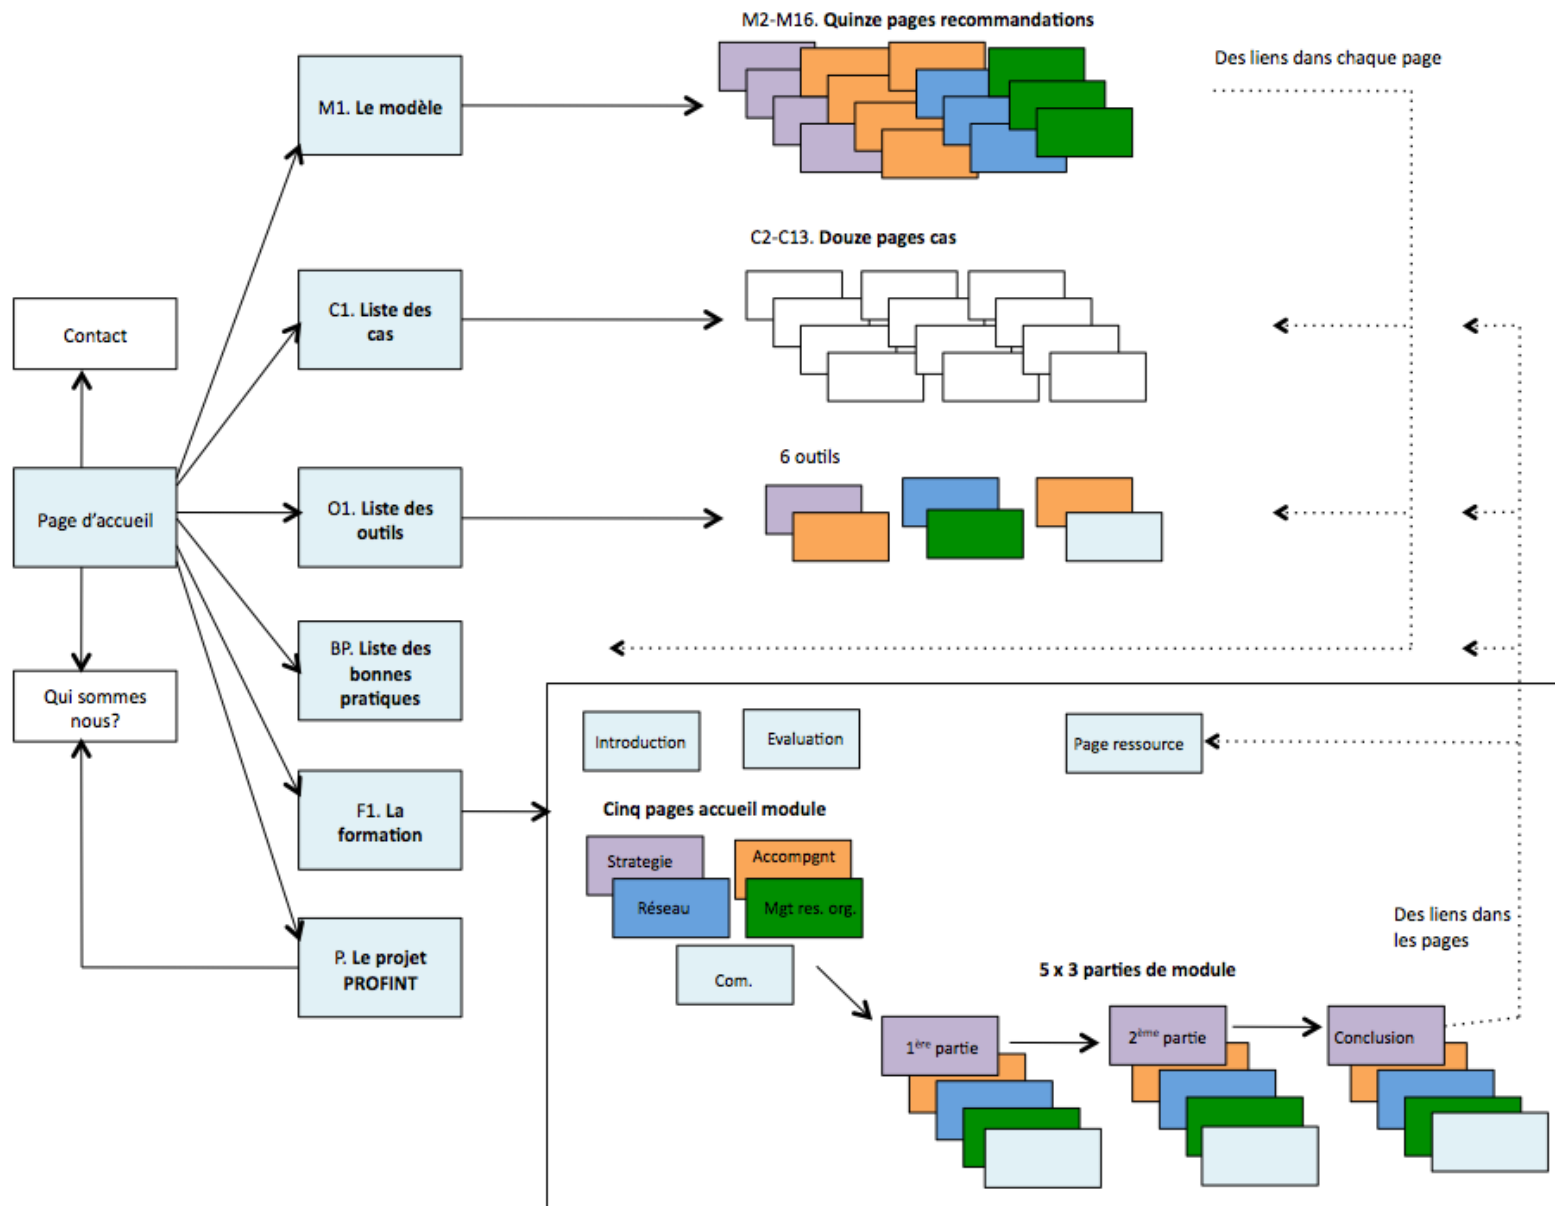 M2-M16. Quinze pages recommandations
Des liens dans chaque page
M1. Le modèle
C2-C13. Douze pages cas
C1. Liste des
cas
Contact
6 outils
Page d’accueil
O1. Liste des
outils
BP. Liste des
bonnes
pratiques
Qui sommes
nous?
Introduction
Evaluation
Page ressource
F1. La
formation
Cinq pages accueil module
Strategie
Accompgnt
Réseau
Mgt res. org.
Com.
P. Le projet
PROFINT
Des liens dans
les pages
5 x 3 parties de module
1ère partie
2ème partie
Conclusion